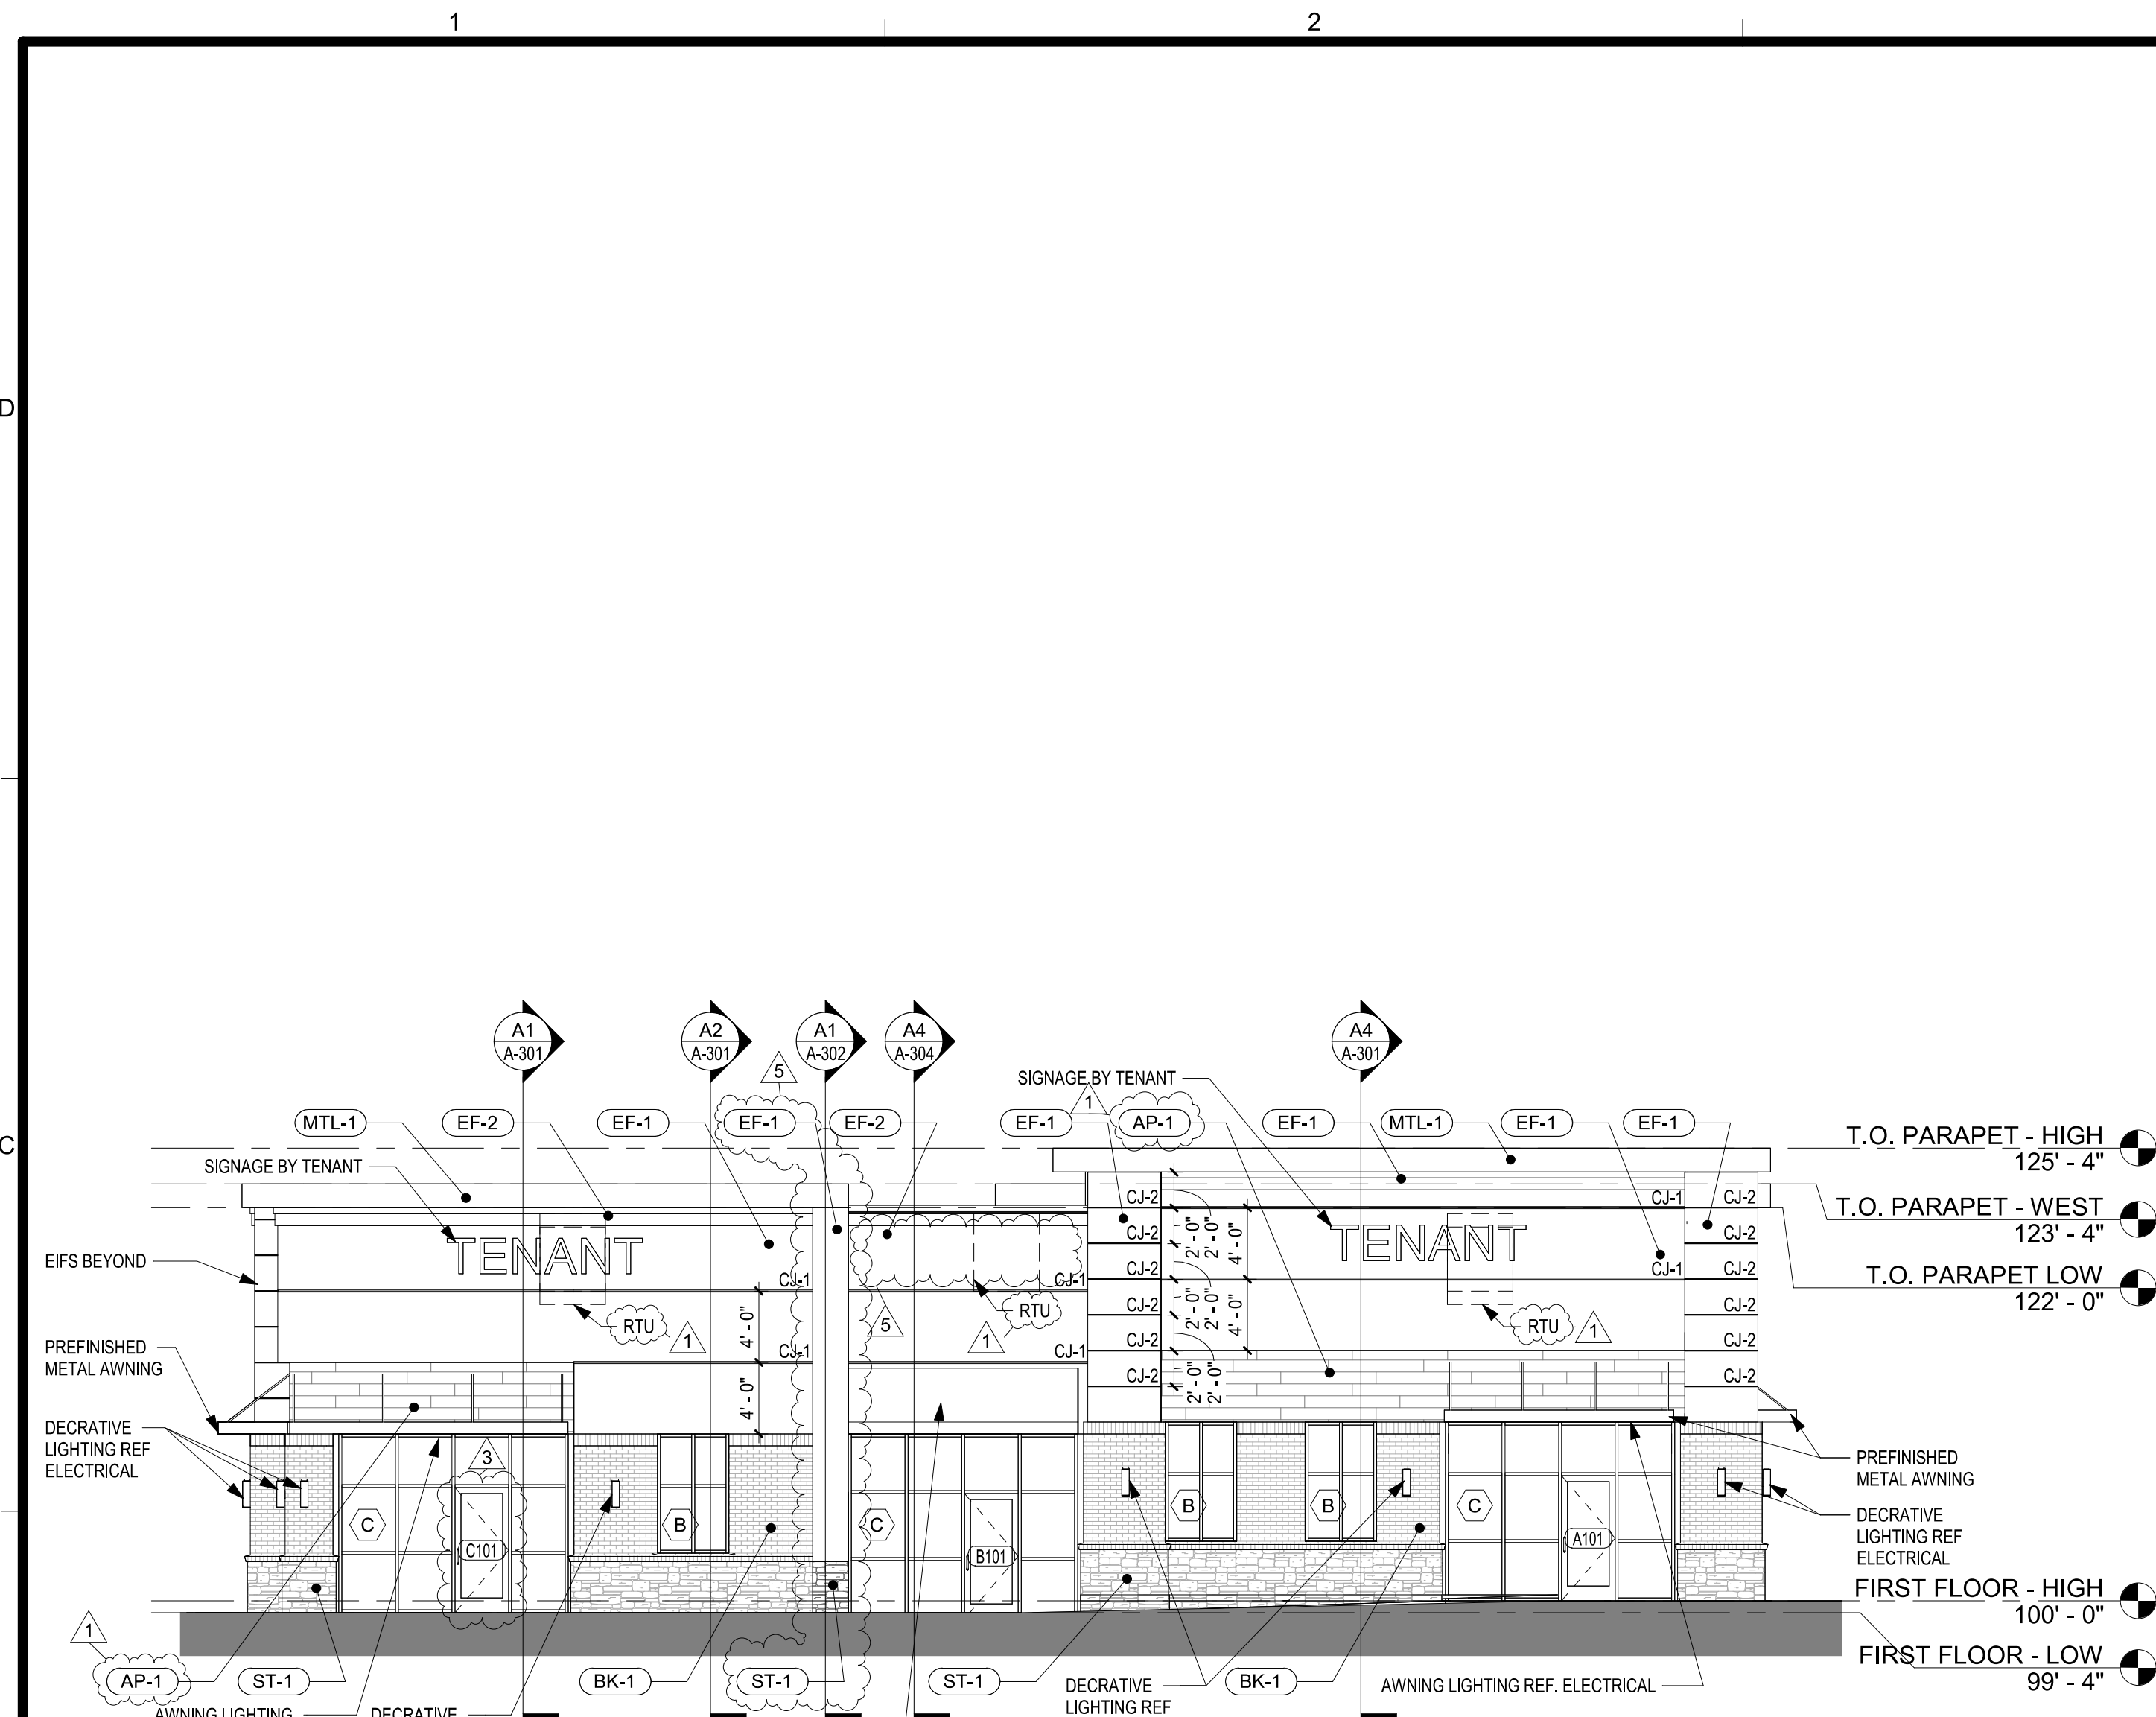 1
2
D
C
A1
A-301
A2
A-301
A1
A-302
A4
A-304
A4
A-301
5
SIGNAGE BY TENANT
1
MTL-1
EF-2
EF-1
EF-1
EF-2
EF-1
AP-1
EF-1
MTL-1
EF-1
EF-1
T.O. PARAPET - HIGH
125' - 4"
SIGNAGE BY TENANT
T.O. PARAPET - WEST
123' - 4"
T.O. PARAPET LOW
122' - 0"
CJ-2
CJ-2
CJ-2
CJ-2
CJ-2
CJ-2
2' - 0"
2' - 0"
4' - 0"
2' - 0"
2' - 0"
4' - 0"
2' - 0"
2' - 0"
CJ-1
CJ-1
CJ-2
CJ-2
CJ-2
CJ-2
CJ-2
CJ-2
TENANT
TENANT
EIFS BEYOND
CJ-1
CJ-1
CJ-1
CJ-1
4' - 0"
4' - 0"
RTU
1
5
1
RTU
RTU
1
PREFINISHED
METAL AWNING
DECRATIVE
LIGHTING REF
ELECTRICAL
3
C
C101
B
C
B101
B
B
C
A101
PREFINISHED
METAL AWNING
DECRATIVE
LIGHTING REF
ELECTRICAL
FIRST FLOOR - HIGH
100' - 0"
FIRST FLOOR - LOW
99' - 4"
1
AP-1
ST-1
BK-1
ST-1
ST-1
DECRATIVE
LIGHTING REF
BK-1
AWNING LIGHTING REF. ELECTRICAL
AWNING LIGHTING
DECRATIVE